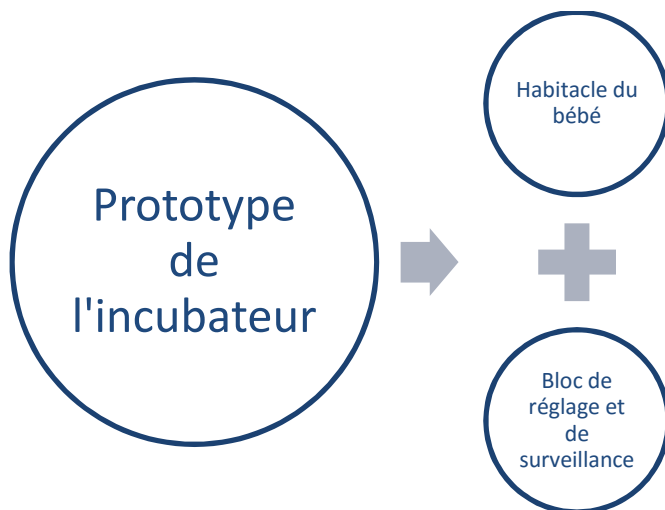 Prototype
de
l'incubateur
Habitacle du
bébé
Bloc de
réglage et
de
surveillance